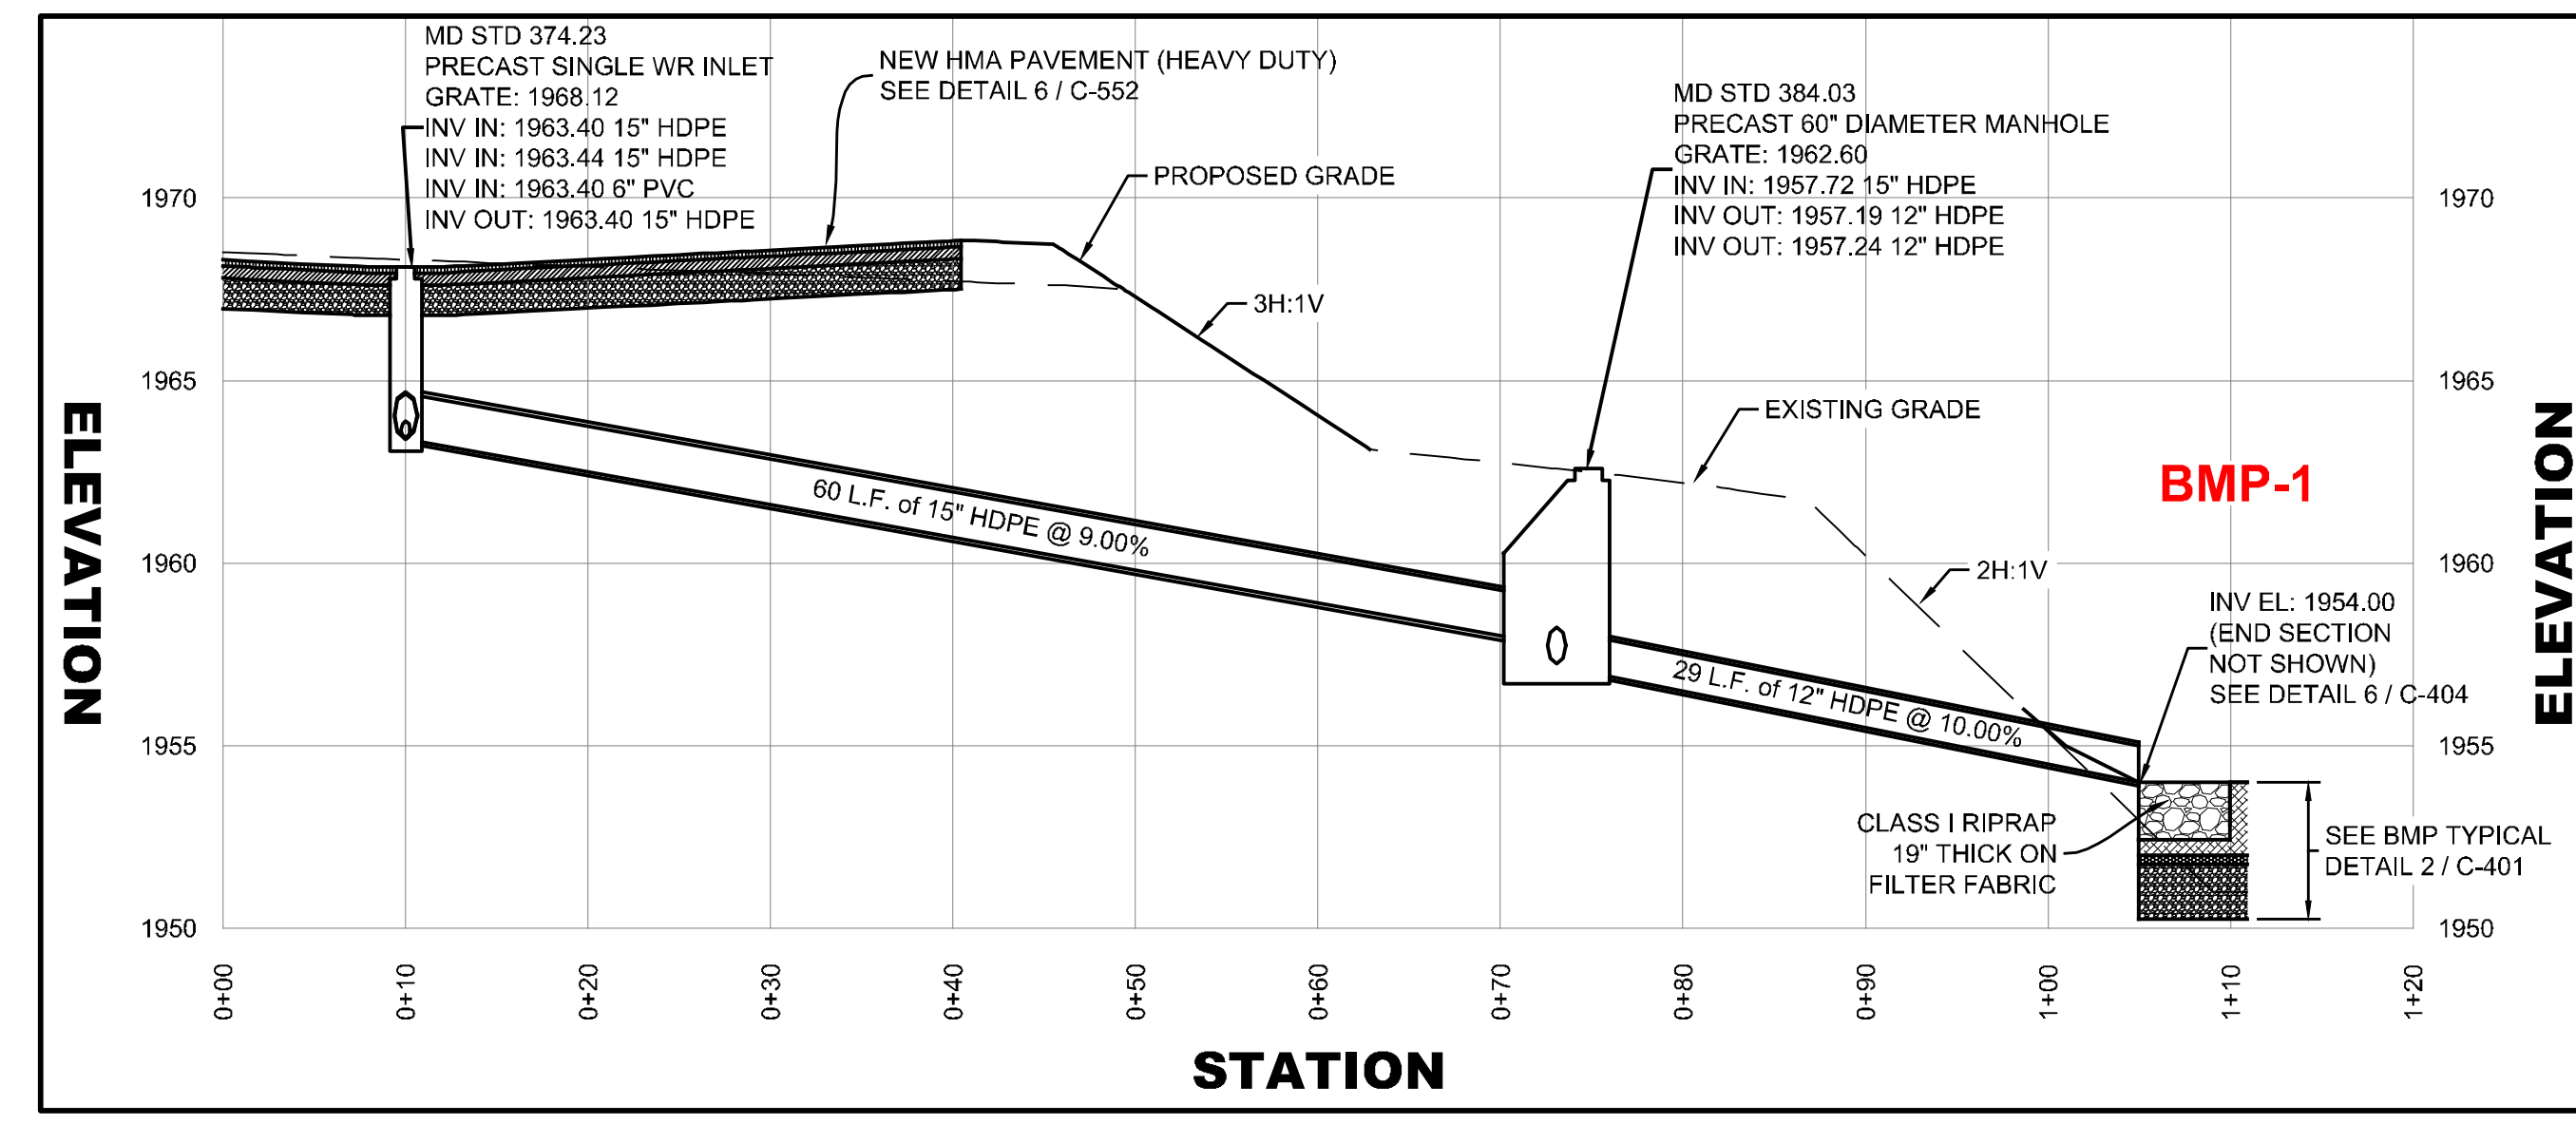 MD STD 374.23
PRECAST SINGLE WR INLET
GRATE: 1968.12
INV IN: 1963.40 15" HDPE
INV IN: 1963.44 15" HDPE
INV IN: 1963.40 6" PVC
INV OUT: 1963.40 15" HDPE
NEW HMA PAVEMENT (HEAVY DUTY)
SEE DETAIL 6 / C-552
PROPOSED GRADE
3H:1V
MD STD 384.03
PRECAST 60" DIAMETER MANHOLE
GRATE: 1962.60
INV IN: 1957.72 15" HDPE
INV OUT: 1957.19 12" HDPE
INV OUT: 1957.24 12" HDPE
EXISTING GRADE
BMP-1
2H:1V
INV EL: 1954.00
(END SECTION
NOT SHOWN)
SEE DETAIL 6 / C-404
60 L.F. of 15" HDPE @ 9.00%
29 L.F. of 12" HDPE @ 10.00%
CLASS I RIPRAP
19" THICK ON
FILTER FABRIC
SEE BMP TYPICAL
DETAIL 2 / C-401
ELEVATION
1970
1965
1960
1955
1950
1970
1965
1960
1955
1950
ELEVATION
0+00
0+10
0+20
0+30
0+40
0+50
0+60
0+70
0+80
0+90
1+00
1+10
1+20
STATION